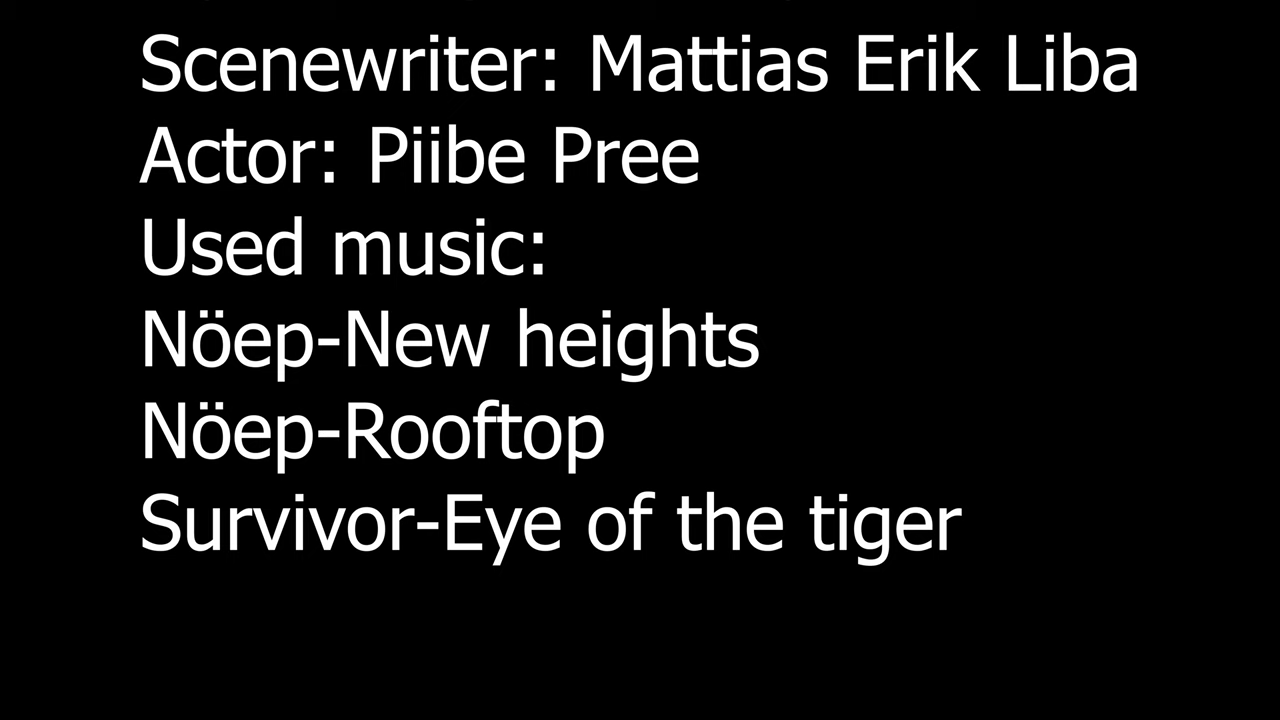 Scenewriter: Mattias Erik Liba
Actor: Piibe Pree
Used music:
Nöep-New heights
Nöep-Rooftop
Survivor-Eye of the tiger